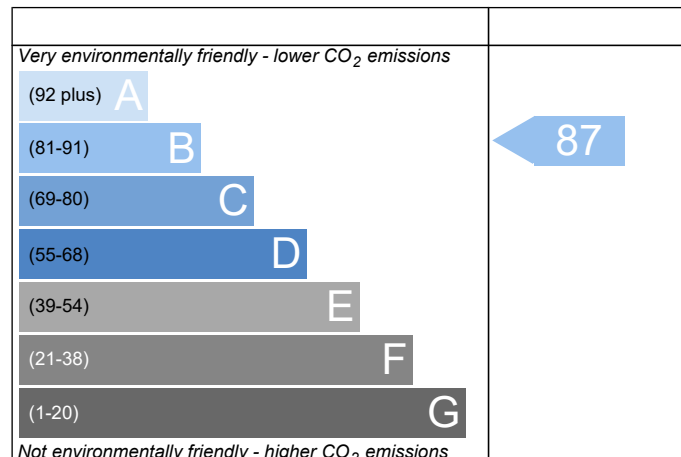 Very environmentally friendly - lower CO₂ emissions
(92 plus) A
(81-91) B
87
(69-80) C
(55-68) D
(39-54) E
(21-38) F
(1-20) G
Not environmentally friendly - higher CO₂ emissions